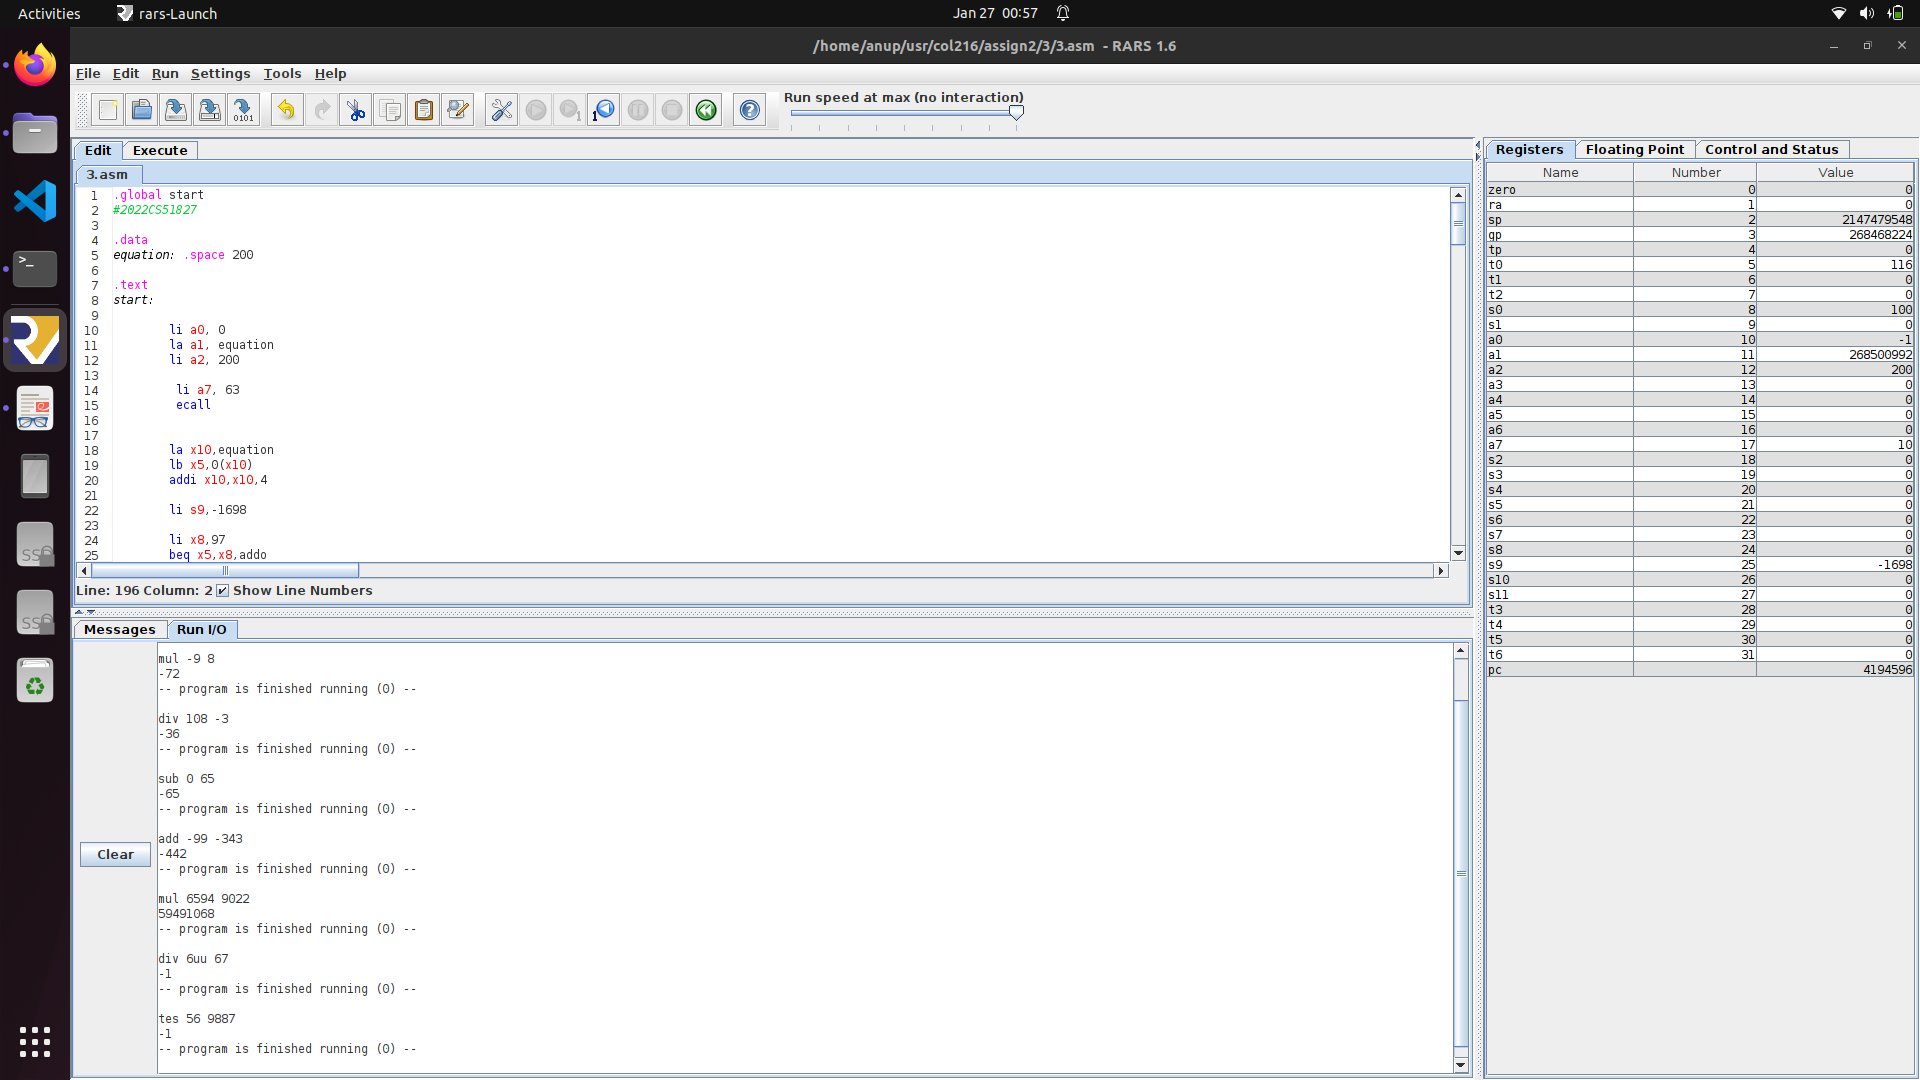 Activities rars-Launch Jan 27 00:57
/home/anup/usr/col216/assign2/3/3.asm - RARS 1.6
File Edit Run Settings Tools Help
Run speed at max (no interaction)
Edit Execute
3.asm
1 .global start
2 #2022CS51827
3
4 .data
5 equation: .space 200
6
7 .text
8 start:
9
10 li a0, 0
11 la a1, equation
12 li a2, 200
13
14 li a7, 63
15 ecall
16
17
18 la x10,equation
19 lb x5,0(x10)
20 addi x10,x10,4
21
22 li s9,-1698
23
24 li x8,97
25 beq x5,x8,addo
Line: 196 Column: 2 Show Line Numbers
Messages Run I/O
Clear
mul -9 8
-72
-- program is finished running (0) --
div 108 -3
-36
-- program is finished running (0) --
sub 0 65
-65
-- program is finished running (0) --
add -99 -343
-442
-- program is finished running (0) --
mul 6594 9022
59491068
-- program is finished running (0) --
div 6uu 67
-1
-- program is finished running (0) --
tes 56 9887
-1
-- program is finished running (0) --
Registers Floating Point Control and Status
Name Number Value
zero 0 0
ra 1 0
sp 2 2147479548
gp 3 268468224
tp 4 0
t0 5 116
t1 6 0
t2 7 0
s0 8 100
s1 9 0
a0 10 -1
a1 11 268500992
a2 12 200
a3 13 0
a4 14 0
a5 15 0
a6 16 0
a7 17 10
s2 18 0
s3 19 0
s4 20 0
s5 21 0
s6 22 0
s7 23 0
s8 24 0
s9 25 -1698
s10 26 0
s11 27 0
t3 28 0
t4 29 0
t5 30 0
t6 31 0
pc 4194596